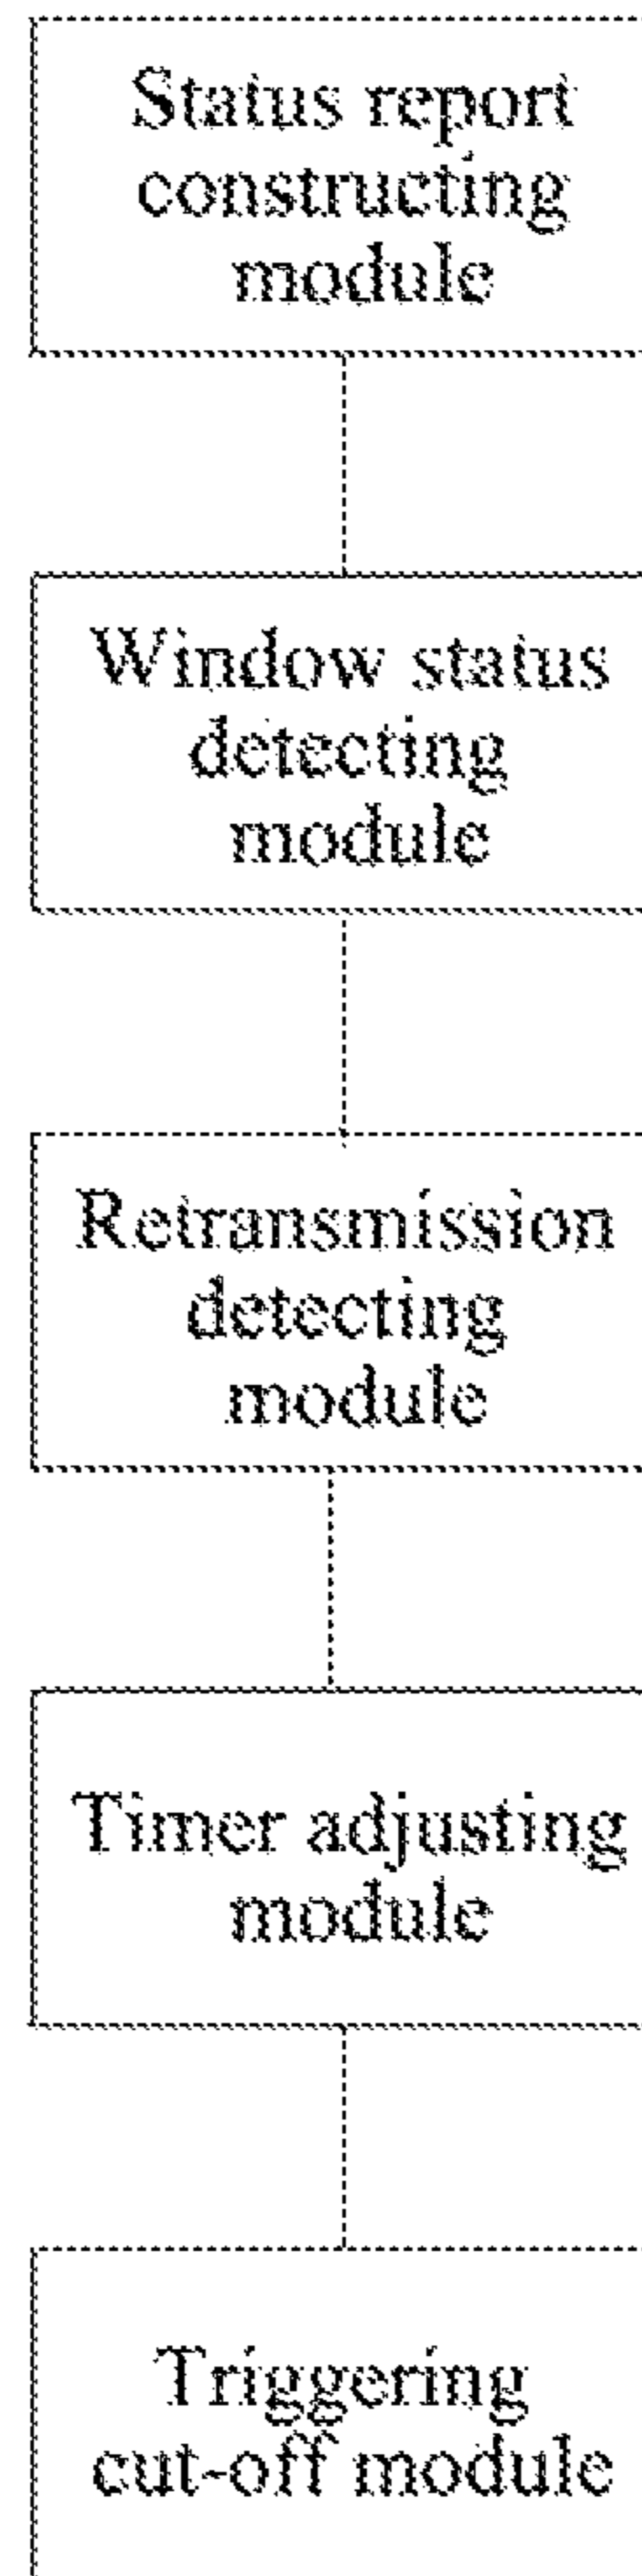 Status report
constructing
module
Window status
detecting
module
Retransmission
detecting
module
Timer adjusting
module
Triggering
cut-off module